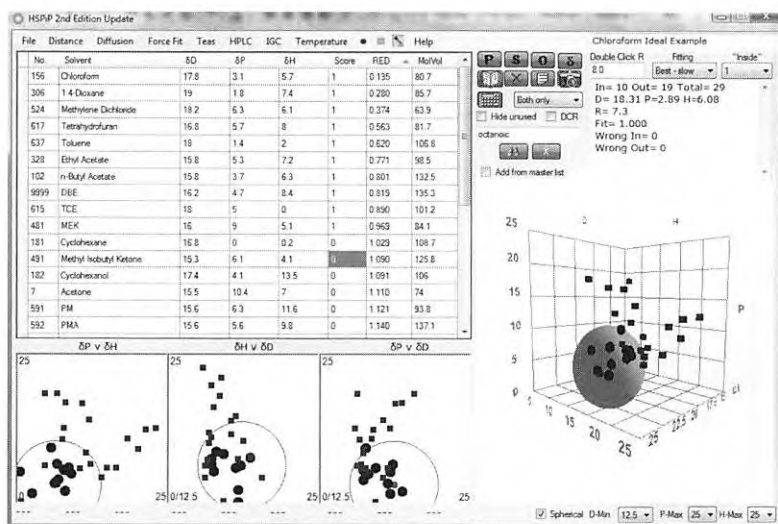 HSPiP 2nd Edition Update
File Distance Diffusion Force Fit Teas HPLC IGC Temperature Help
Chloroform Ideal Example
No. Solvent δD δP δH Score RED MolVol
156 Chloroform 17.8 3.1 5.7 1 0.135 80.7
306 1.4-Dioxane 19 1.8 7.4 1 0.280 85.7
524 Methylene Dichloride 18.2 6.3 6.1 1 0.374 63.9
617 Tetrahydrofuran 16.8 5.7 8 1 0.563 81.7
637 Toluene 18 1.4 2 1 0.620 106.8
328 Ethyl Acetate 15.8 5.3 7.2 1 0.771 98.5
102 n-Butyl Acetate 15.8 3.7 6.3 1 0.801 132.5
9999 DBE 16.2 4.7 8.4 1 0.819 135.3
615 TCE 18 5 0 1 0.890 101.2
481 MEK 16 9 5.1 1 0.963 84.1
181 Cyclohexane 16.8 0 0.2 0 1.023 108.7
491 Methyl Isobutyl Ketone 15.3 6.1 4.1 0 1.090 125.8
182 Cyclohexanol 17.4 4.1 13.5 0 1.091 106
7 Acetone 15.5 10.4 7 0 1.110 74
591 PM 15.6 6.3 11.6 0 1.121 93.8
592 PMA 15.6 5.6 9.8 0 1.140 137.1
P S O δ
Both only
Hide unused DCR
octanoic
Add from master list
Double Click R Fitting "Inside"
8.0 Best - slow 1
In= 10 Out= 19 Total= 29
D= 18.31 P=2.89 H=6.08
R= 7.3
Fit= 1.000
Wrong In= 0
Wrong Out= 0
δP v δH δH v δD δP v δD
25 25 25
0 25 0/12.5 25 0/12.5 25
--- --- --- --- --- ---
25 H
20
15 P
10
5
0
5 10 15 20 25 25 22.5 20
Spherical D-Min 12.5 P-Max 25 H-Max 25